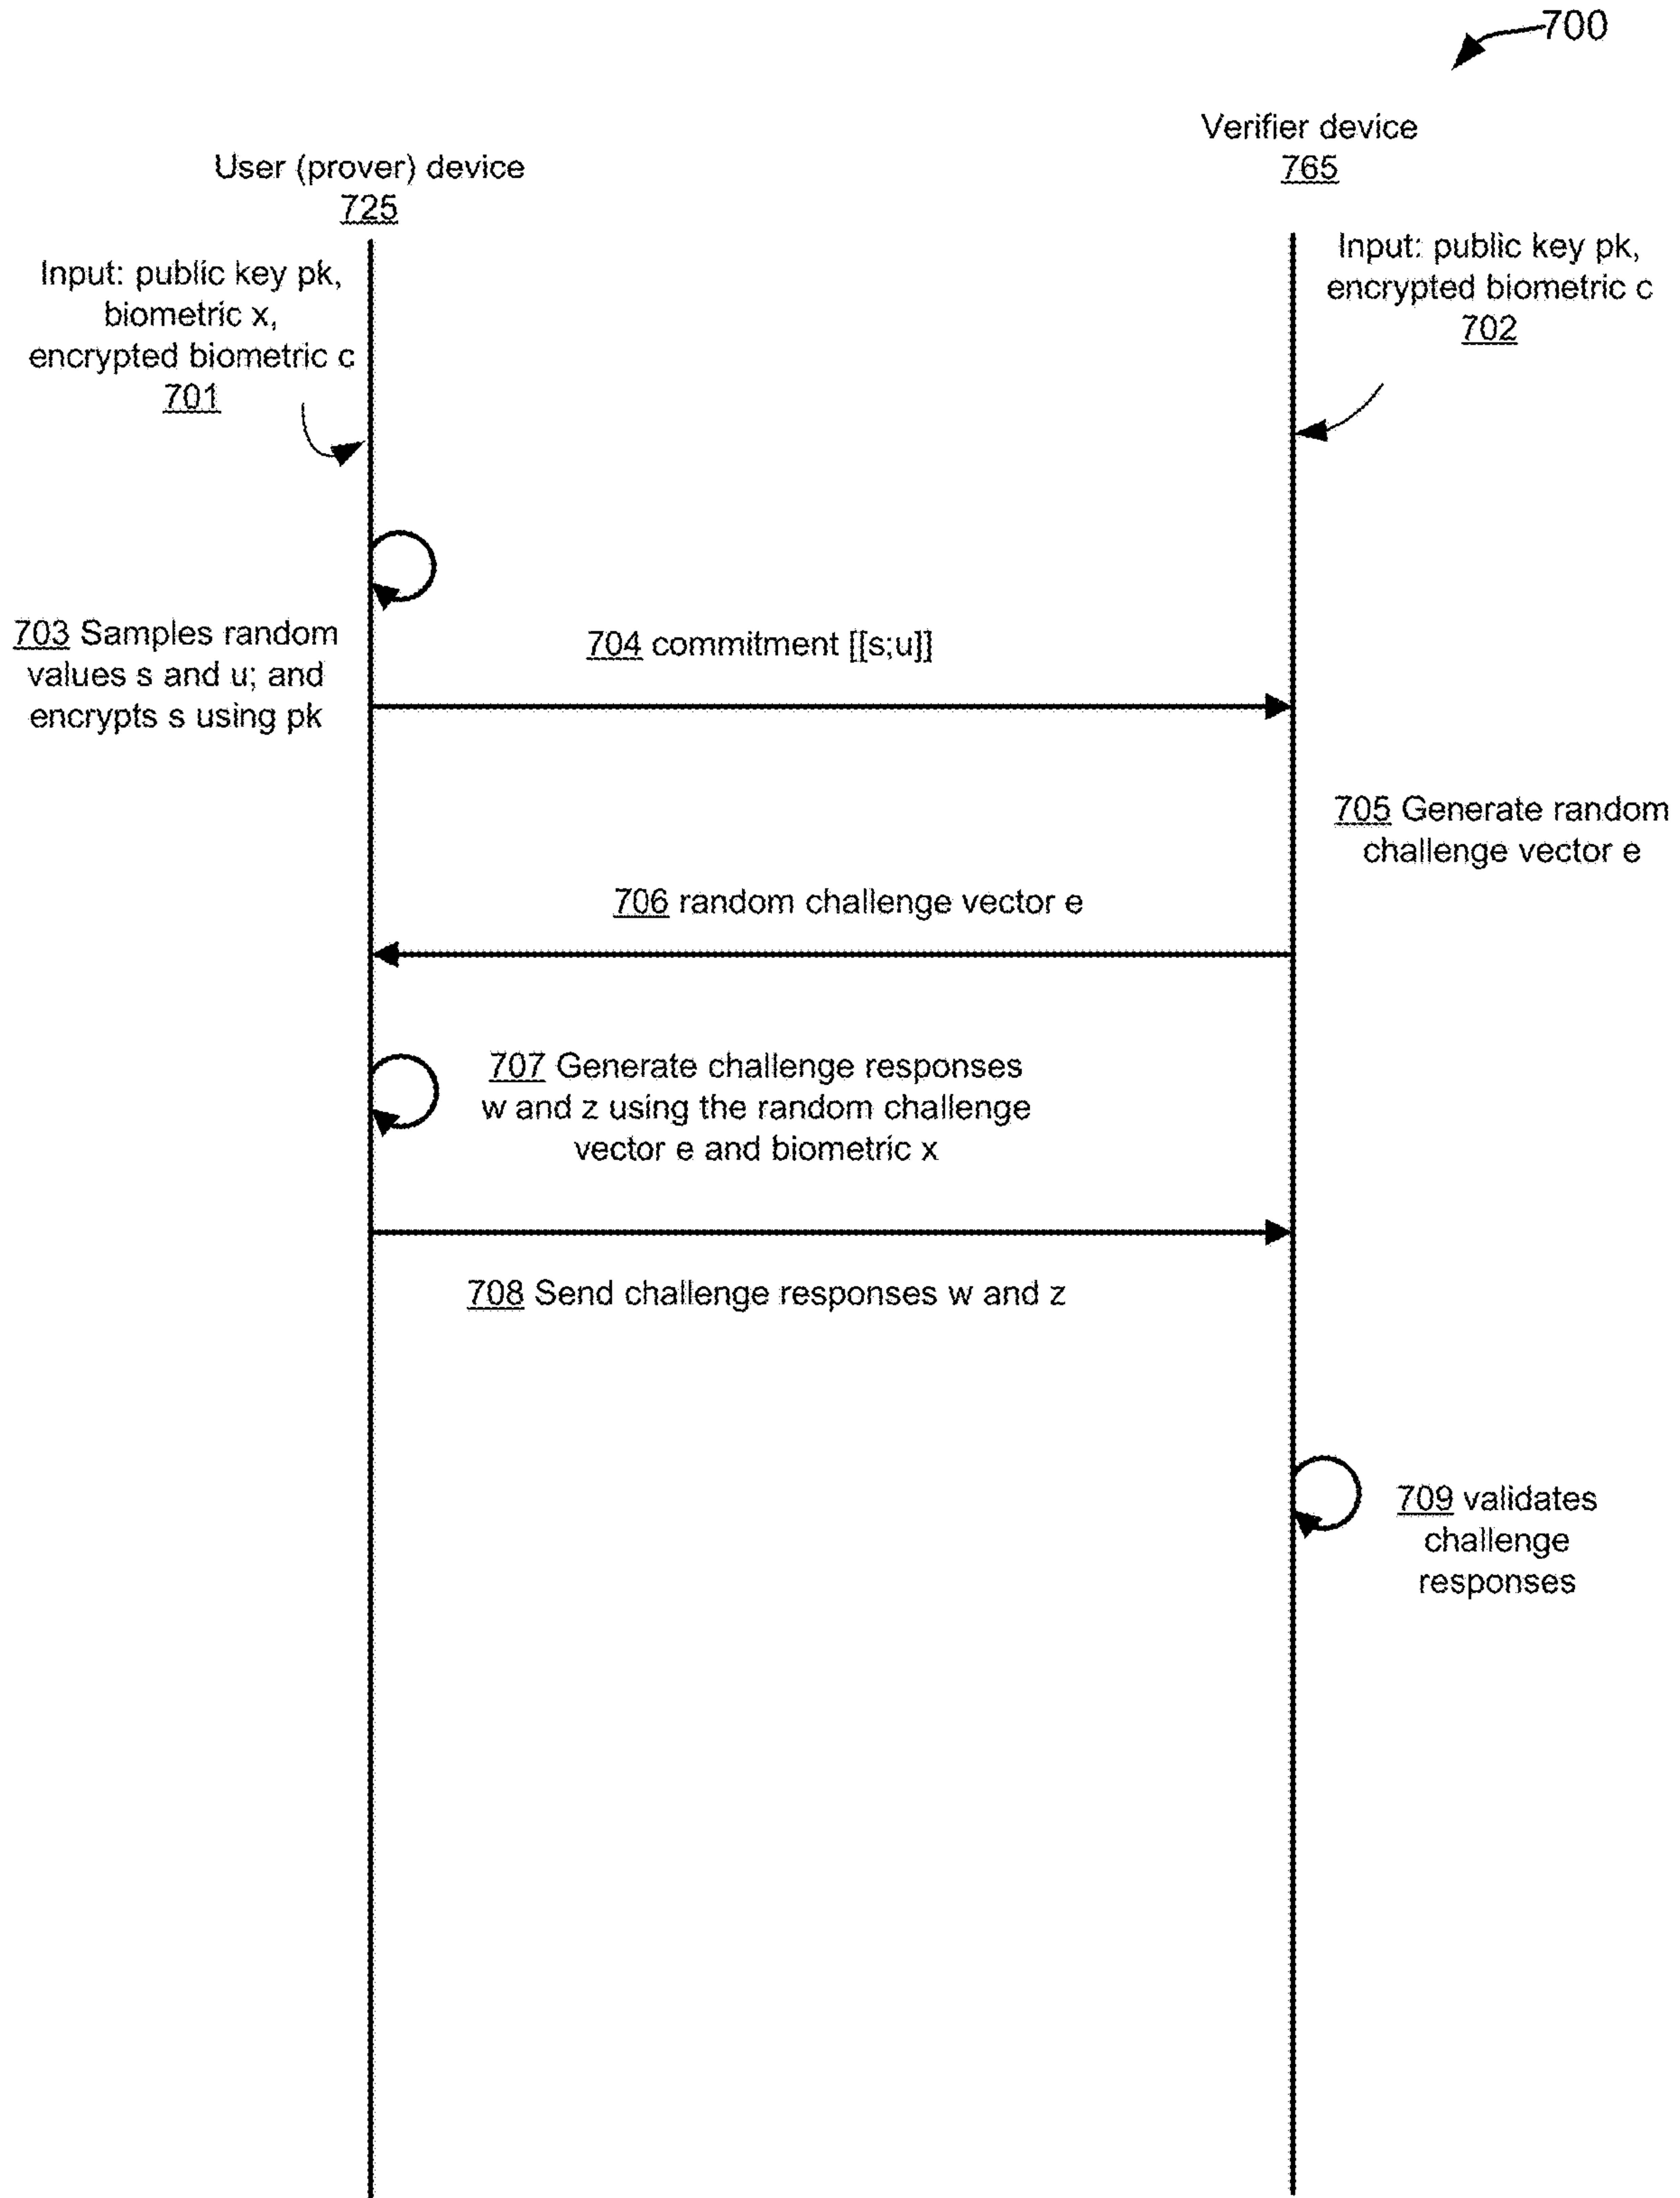 700
Verifier device
765
User (prover) device
725
Input: public key pk,
encrypted biometric c
702
Input: public key pk,
biometric x,
encrypted biometric c
701
703 Samples random
values s and u; and
encrypts s using pk
704 commitment [[s;u]]
705 Generate random
challenge vector e
706 random challenge vector e
707 Generate challenge responses
w and z using the random challenge
vector e and biometric x
708 Send challenge responses w and z
709 validates
challenge
responses